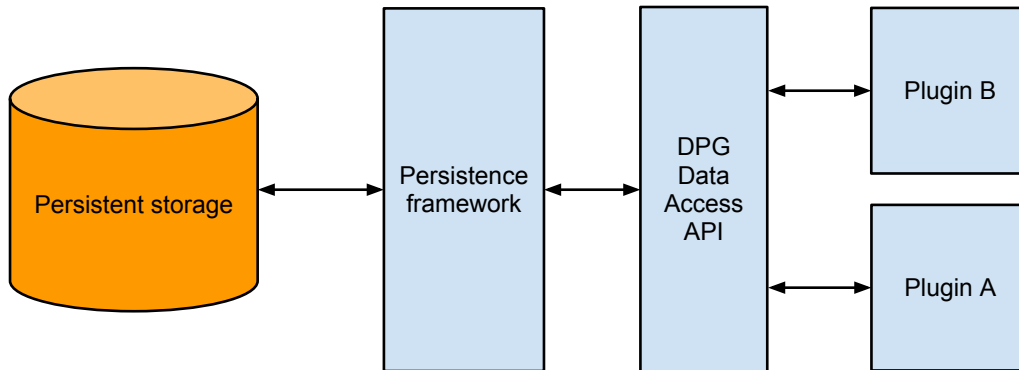 Persistent storage
Persistence
framework
DPG
Data
Access
API
Plugin B
Plugin A